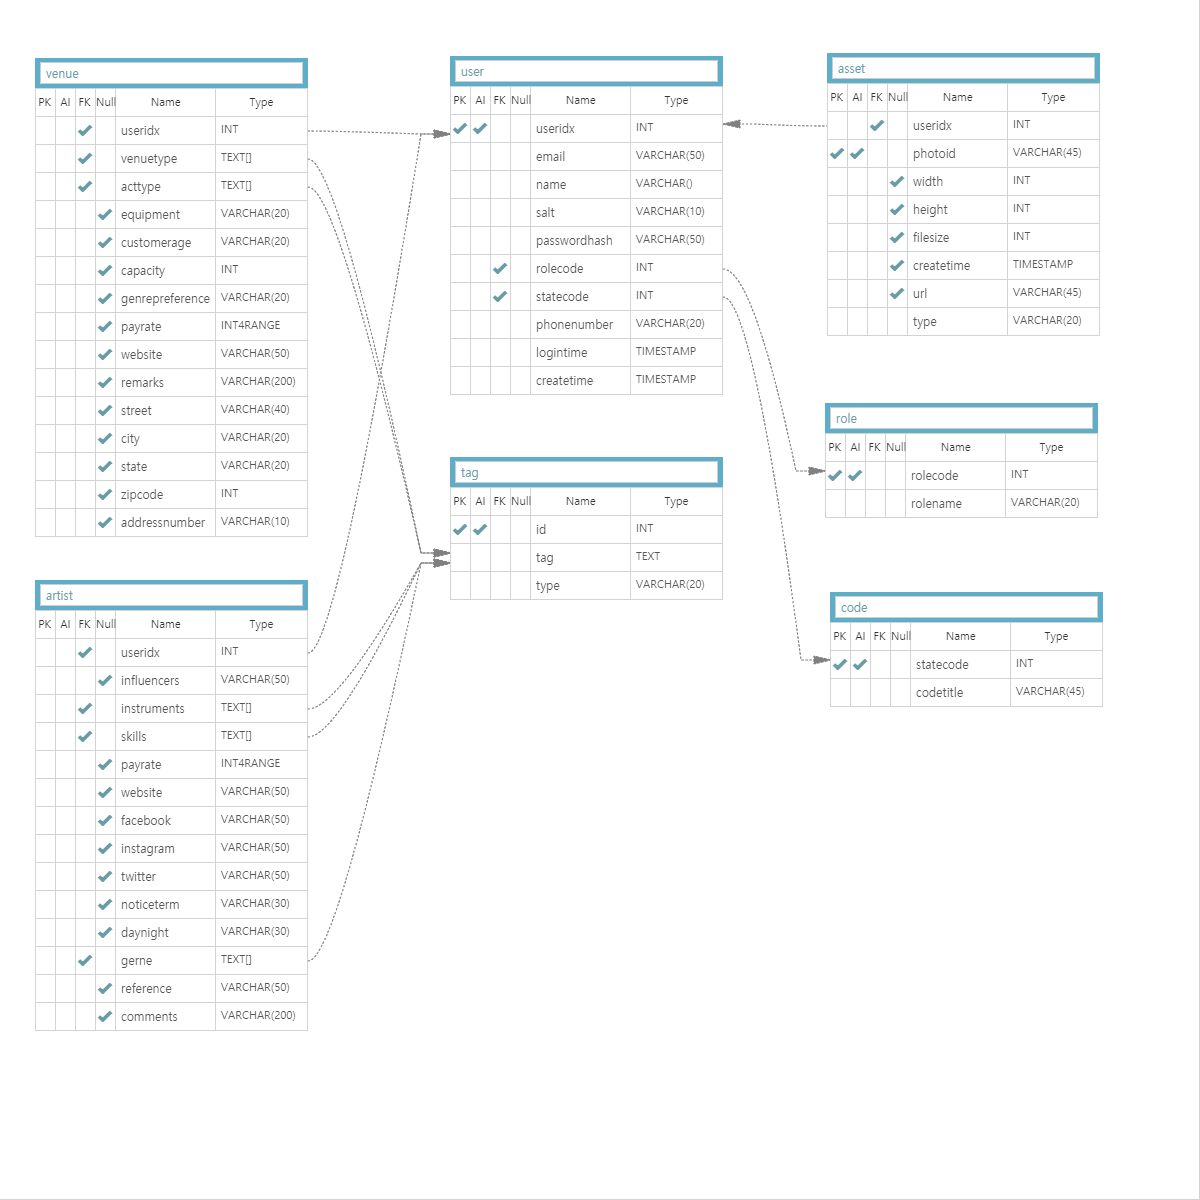 venue
PK AI FK Null Name Type
useridx INT
venuetype TEXT[]
acttype TEXT[]
equipment VARCHAR(20)
customerage VARCHAR(20)
capacity INT
genrepreference VARCHAR(20)
payrate INT4RANGE
website VARCHAR(50)
remarks VARCHAR(200)
street VARCHAR(40)
city VARCHAR(20)
state VARCHAR(20)
zipcode INT
addressnumber VARCHAR(10)
artist
PK AI FK Null Name Type
useridx INT
influencers VARCHAR(50)
instruments TEXT[]
skills TEXT[]
payrate INT4RANGE
website VARCHAR(50)
facebook VARCHAR(50)
instagram VARCHAR(50)
twitter VARCHAR(50)
noticeterm VARCHAR(30)
daynight VARCHAR(30)
gerne TEXT[]
reference VARCHAR(50)
comments VARCHAR(200)
user
PK AI FK Null Name Type
useridx INT
email VARCHAR(50)
name VARCHAR()
salt VARCHAR(10)
passwordhash VARCHAR(50)
rolecode INT
statecode INT
phonenumber VARCHAR(20)
logintime TIMESTAMP
createtime TIMESTAMP
tag
PK AI FK Null Name Type
id INT
tag TEXT
type VARCHAR(20)
asset
PK AI FK Null Name Type
useridx INT
photoid VARCHAR(45)
width INT
height INT
filesize INT
createtime TIMESTAMP
url VARCHAR(45)
type VARCHAR(20)
role
PK AI FK Null Name Type
rolecode INT
rolename VARCHAR(20)
code
PK AI FK Null Name Type
statecode INT
codetitle VARCHAR(45)